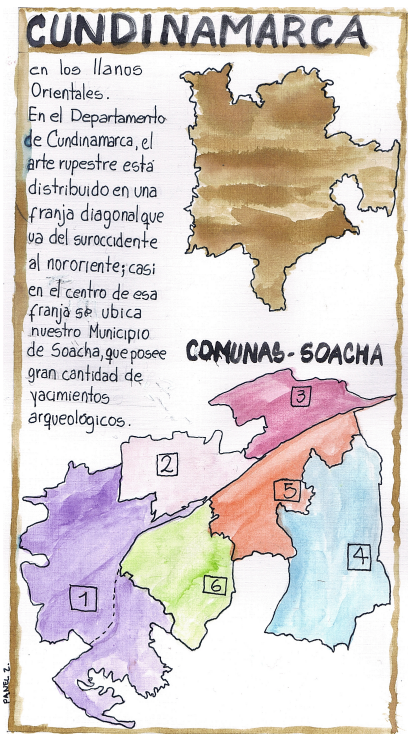 CUNDINAMARCA
en los llanos
Orientales.
En el Departamento
de Cundinamarca, el
arte rupestre está
distribuido en una
franja diagonal que
va del suroccidente
al nororiente; casi
en el centro de esa
franja se ubica
nuestro Municipio
de Soacha, que posee
gran cantidad de
yacimientos
arqueológicos.
COMUNAS - SOACHA
3
2
5
4
6
1
PANEL 2.